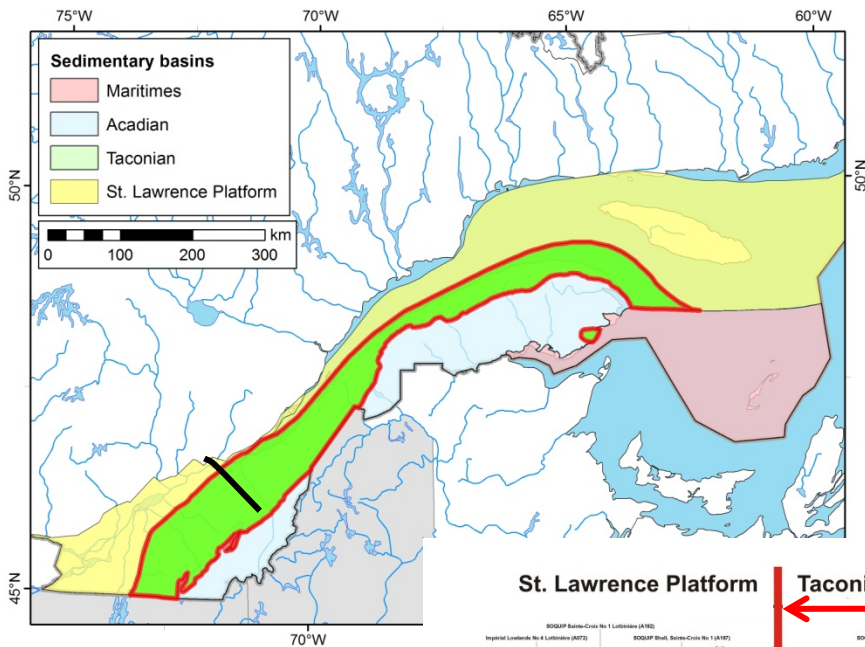 75°W 70°W 65°W 60°W
Sedimentary basins
Maritimes
Acadian
Taconian
St. Lawrence Platform
km
0 100 200 300
50°N 50°N
45°N
70°W
St. Lawrence Platform Taconi
SOQUIP Sainte-Croix No 1 Lotbinière (A192)
Impérial Lowlands No 4 Lotbinière (A072) SOQUIP Shell, Sainte-Croix No 1 (A187)